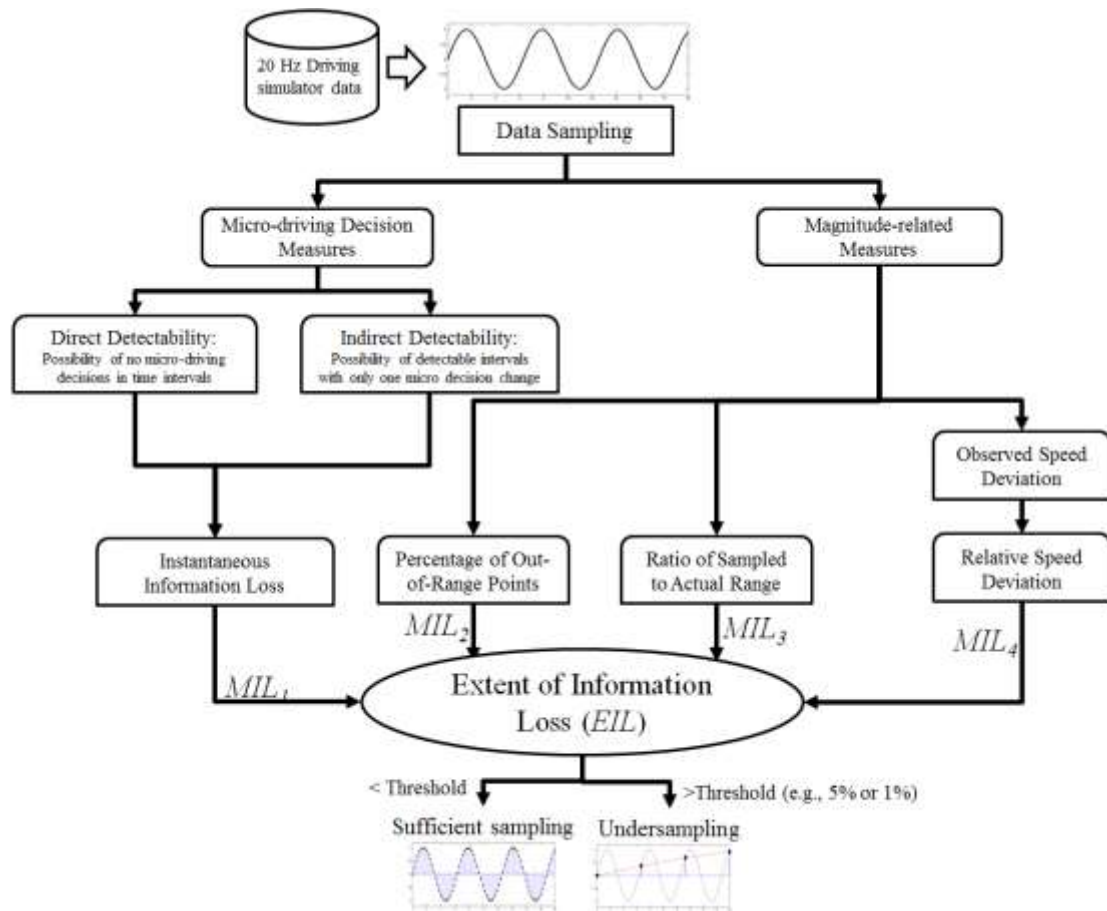 20 Hz Driving
simulator data
Data Sampling
Micro-driving Decision
Measures
Magnitude-related
Measures
Direct Detectability:
Possibility of no micro-driving
decisions in time intervals
Indirect Detectability:
Possibility of detectable intervals
with only one micro decision change
Observed Speed
Deviation
Instantaneous
Information Loss
Percentage of Out-
of-Range Points
Ratio of Sampled
to Actual Range
Relative Speed
Deviation
MIL₁
MIL₂
MIL₃
MIL₄
Extent of Information
Loss (EIL)
< Threshold
>Threshold (e.g., 5% or 1%)
Sufficient sampling
Undersampling